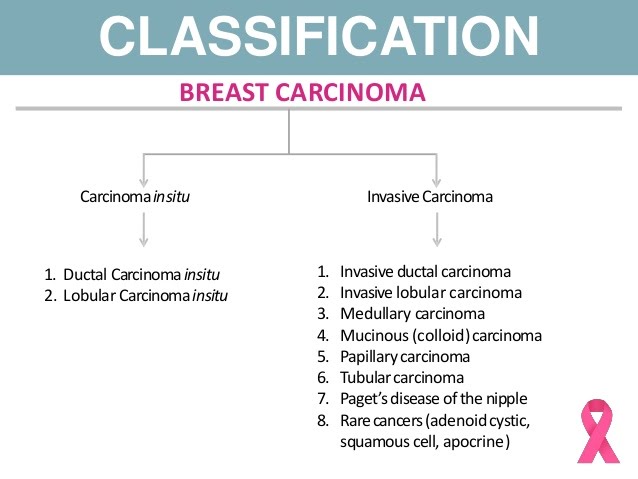 CLASSIFICATION
BREAST CARCINOMA
Carcinoma insitu
Invasive Carcinoma
1. Ductal Carcinoma insitu
2. Lobular Carcinoma insitu
1. Invasive ductal carcinoma
2. Invasive lobular carcinoma
3. Medullary carcinoma
4. Mucinous (colloid) carcinoma
5. Papillary carcinoma
6. Tubular carcinoma
7. Paget’s disease of the nipple
8. Rare cancers (adenoid cystic,
squamous cell, apocrine)